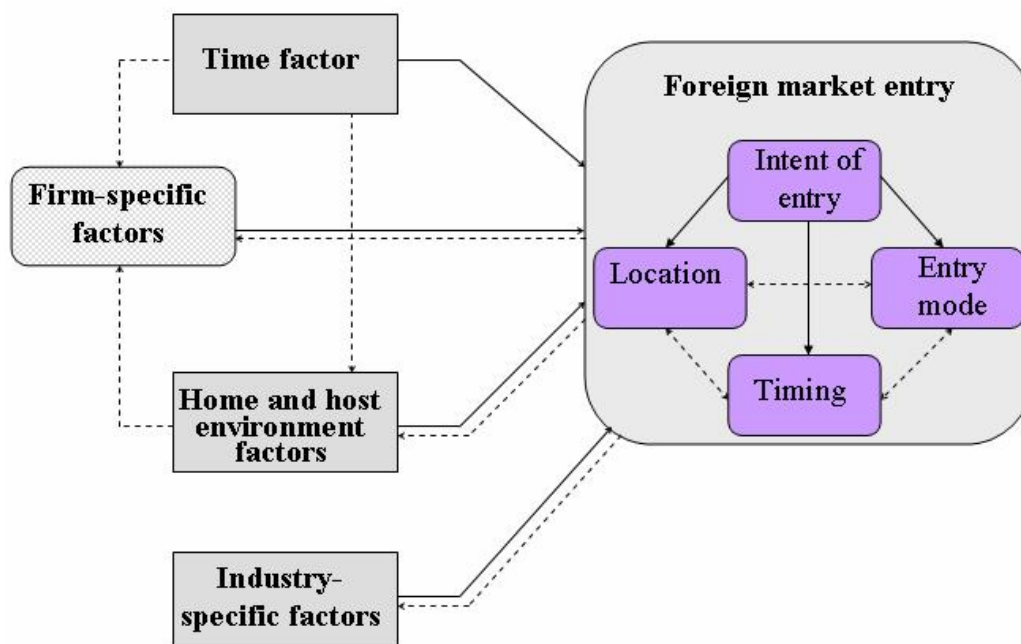 Time factor
Foreign market entry
Intent of
entry
Firm-specific
factors
Location
Entry
mode
Timing
Home and host
environment
factors
Industry-
specific factors